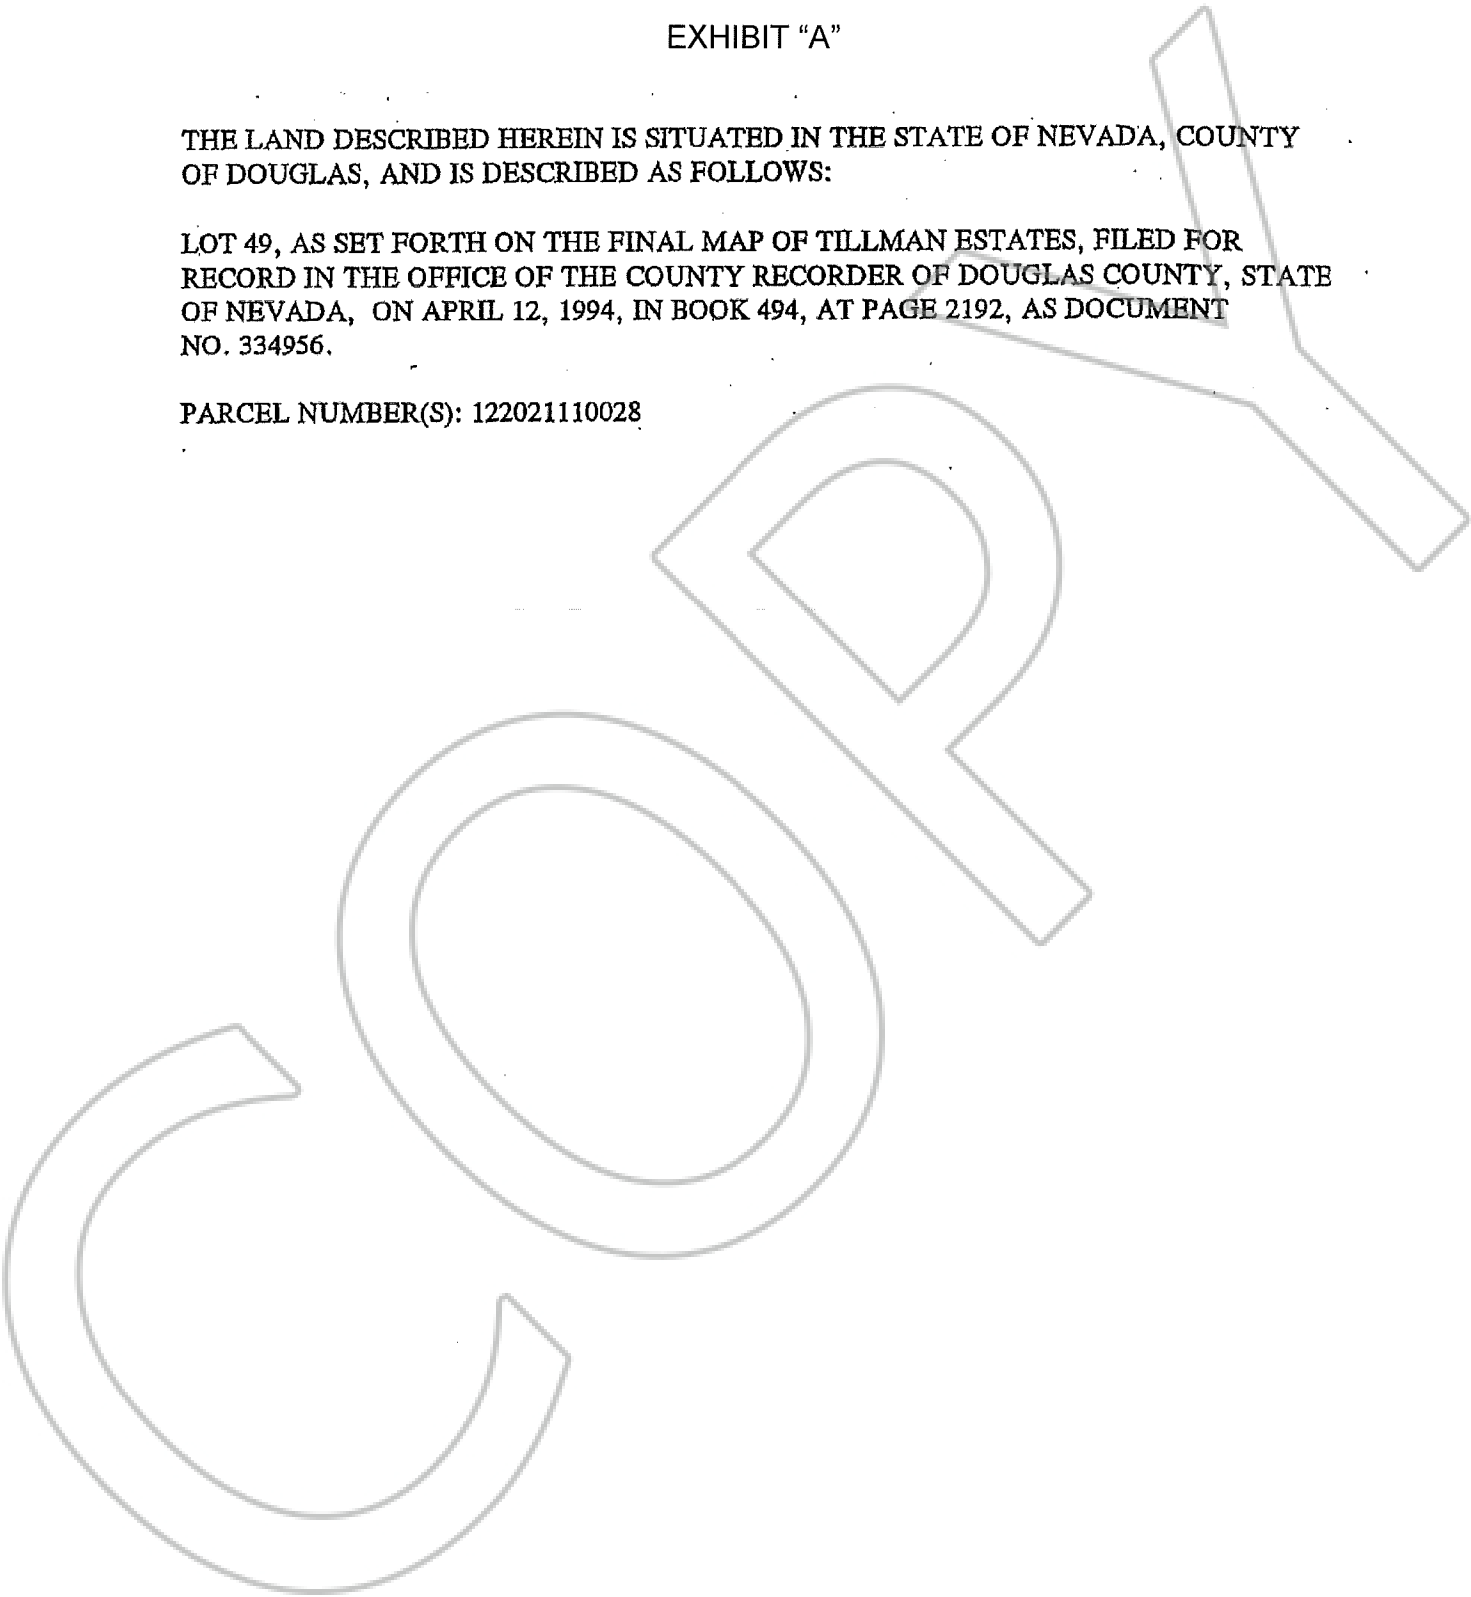 EXHIBIT “A”
THE LAND DESCRIBED HEREIN IS SITUATED IN THE STATE OF NEVADA, COUNTY
OF DOUGLAS, AND IS DESCRIBED AS FOLLOWS:
LOT 49, AS SET FORTH ON THE FINAL MAP OF TILLMAN ESTATES, FILED FOR
RECORD IN THE OFFICE OF THE COUNTY RECORDER OF DOUGLAS COUNTY, STATE
OF NEVADA, ON APRIL 12, 1994, IN BOOK 494, AT PAGE 2192, AS DOCUMENT
NO. 334956.
PARCEL NUMBER(S): 122021110028
COPY